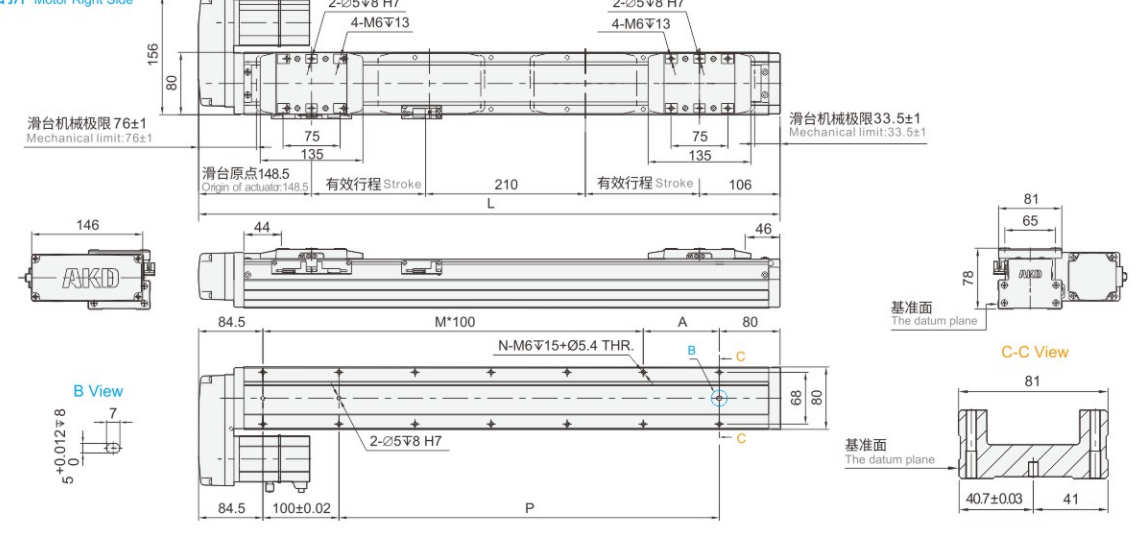 Motor Right Side
2-Ø5↧8 H7
4-M6↧13
2-Ø5↧8 H7
4-M6↧13
156
80
滑台机械极限76±1
Mechanical limit:76±1
75
135
75
135
滑台机械极限33.5±1
Mechanical limit:33.5±1
滑台原点148.5
Origin of actuator:148.5
有效行程 Stroke
210
有效行程 Stroke
106
L
146
AKD
44
46
81
65
78
AKD
基准面
The datum plane
84.5
M*100
A
80
N-M6↧15+Ø5.4 THR.
B
C
C
68
80
2-Ø5↧8 H7
84.5
100±0.02
P
B View
7
5 +0.012 0 ↧8
C-C View
81
基准面
The datum plane
40.7±0.03
41